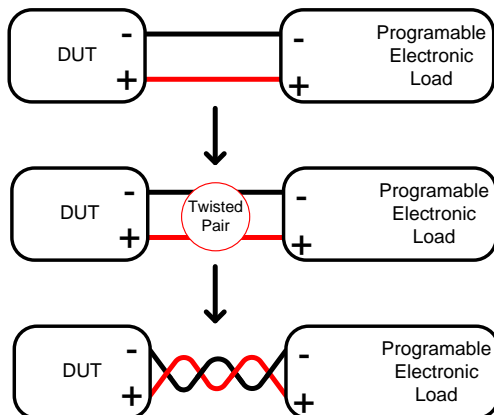 DUT
-
+
-
+
Programable
Electronic
Load
DUT
-
+
Twisted
Pair
-
+
Programable
Electronic
Load
DUT
-
+
-
+
Programable
Electronic
Load